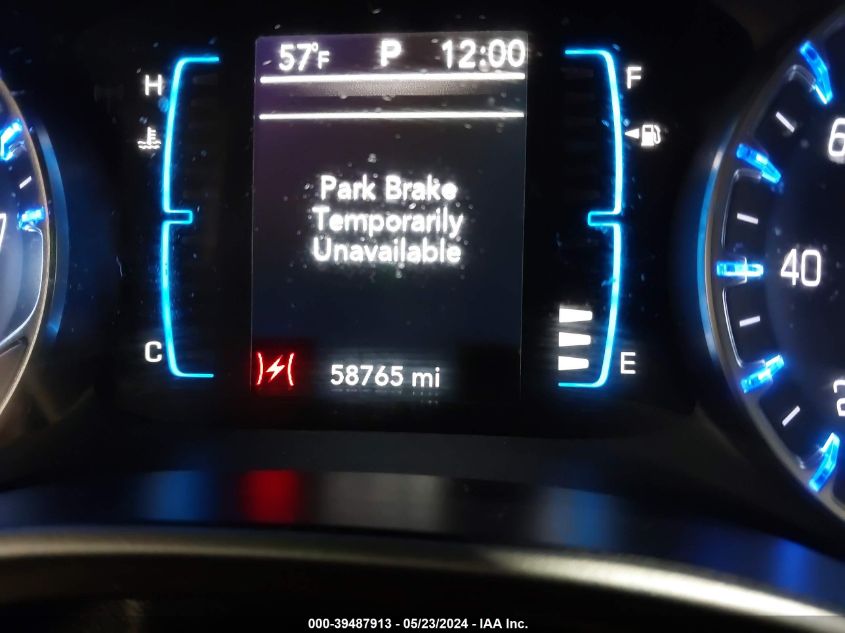 57°F P 12:00
H F
Park Brake
Temporarily
Unavailable
40
C E
58765 mi
000-39487913 - 05/23/2024 - IAA Inc.